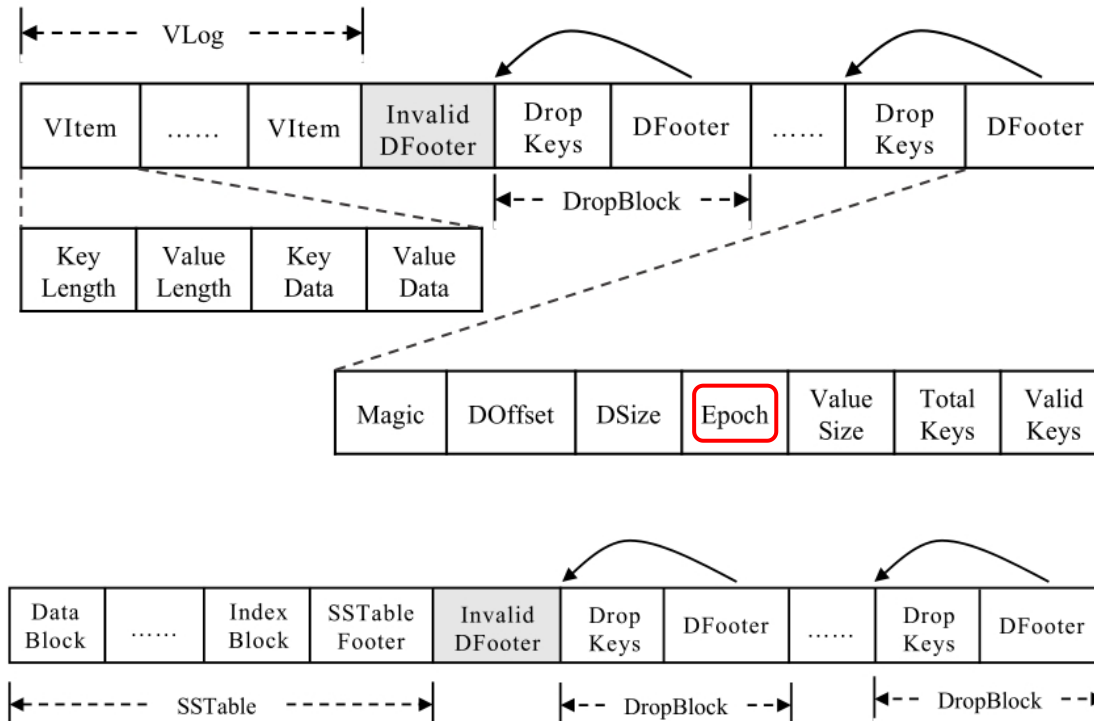 VLog
VItem
......
VItem
Invalid
DFooter
Drop
Keys
DFooter
......
Drop
Keys
DFooter
DropBlock
Key
Length
Value
Length
Key
Data
Value
Data
Magic
DOffset
DSize
Epoch
Value
Size
Total
Keys
Valid
Keys
Data
Block
......
Index
Block
SSTable
Footer
Invalid
DFooter
Drop
Keys
DFooter
......
Drop
Keys
DFooter
SSTable
DropBlock
DropBlock